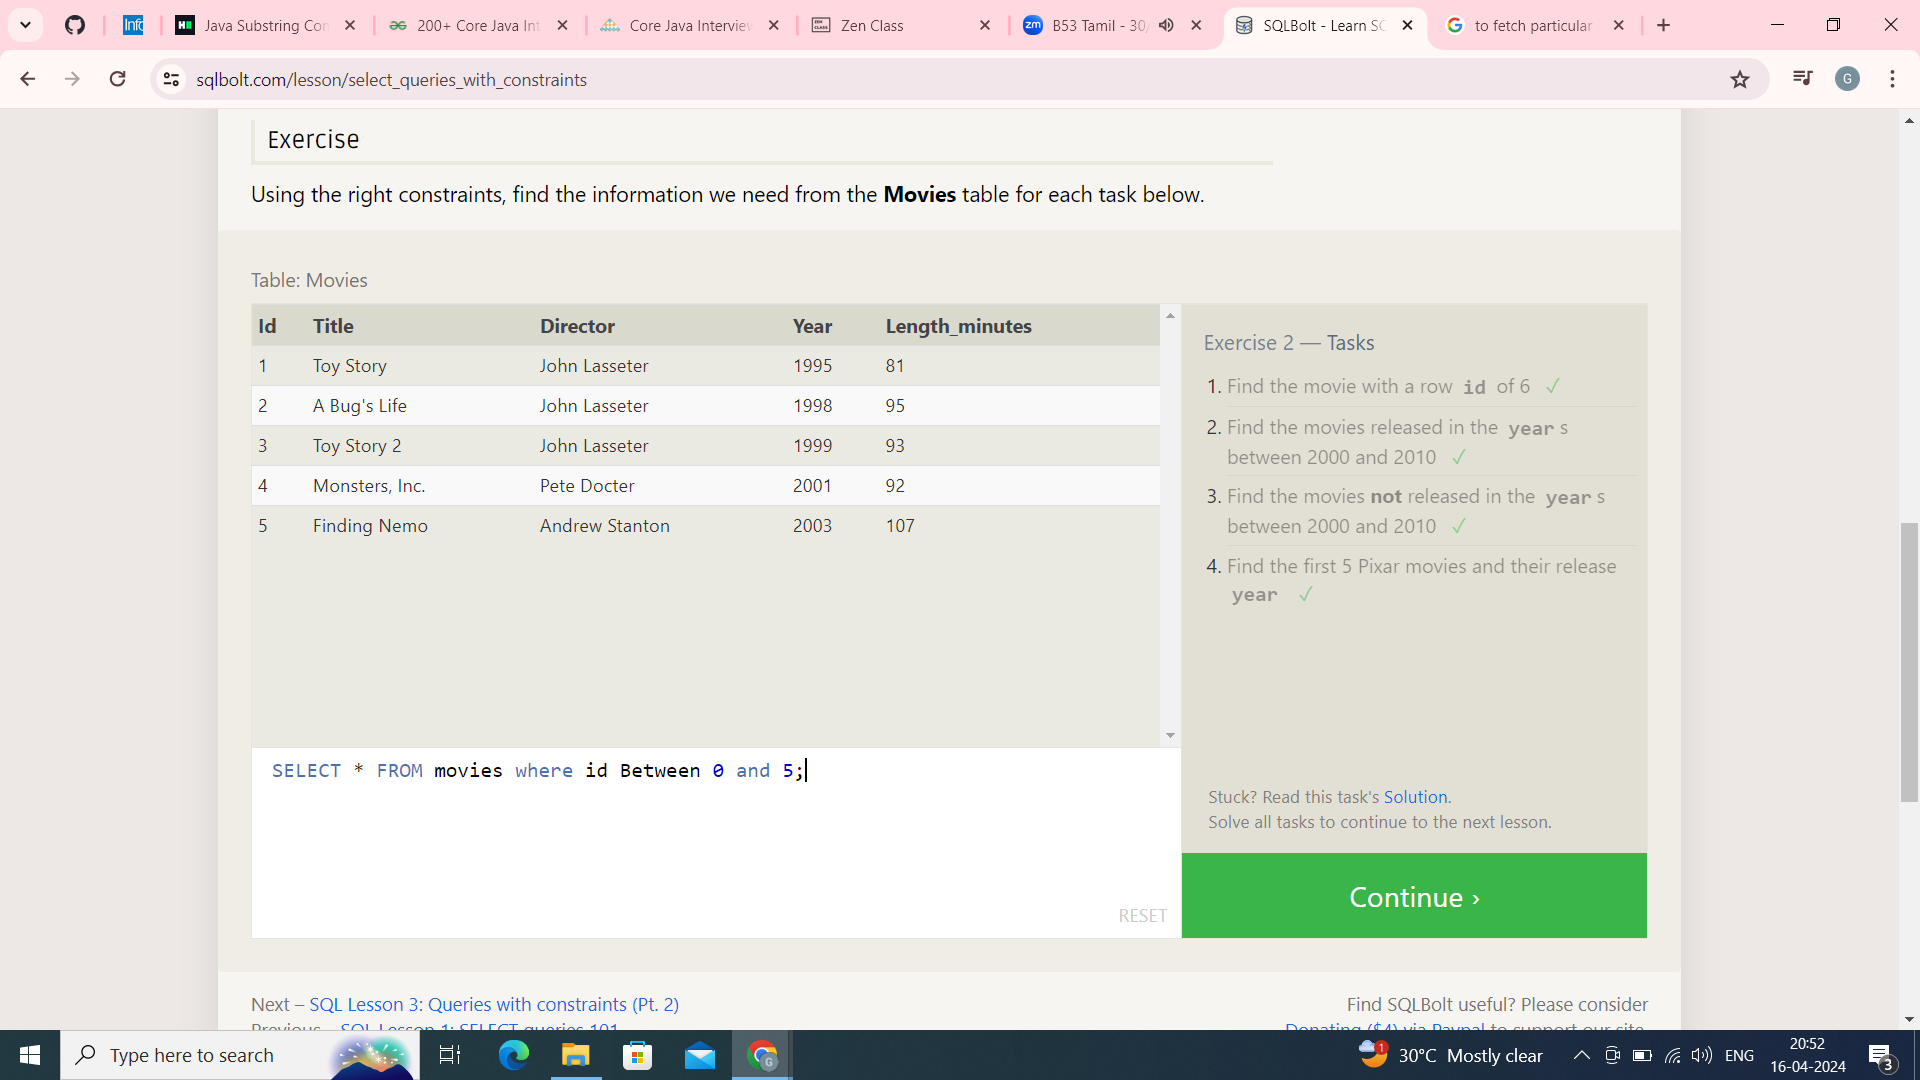 Java Substring Con
200+ Core Java Int
Core Java Interview
Zen Class
B53 Tamil - 30/
SQLBolt - Learn SQ
to fetch particular
sqlbolt.com/lesson/select_queries_with_constraints
G
Exercise
Using the right constraints, find the information we need from the Movies table for each task below.
Table: Movies
Id Title Director Year Length_minutes
1 Toy Story John Lasseter 1995 81
2 A Bug's Life John Lasseter 1998 95
3 Toy Story 2 John Lasseter 1999 93
4 Monsters, Inc. Pete Docter 2001 92
5 Finding Nemo Andrew Stanton 2003 107
SELECT * FROM movies where id Between 0 and 5;
RESET
Exercise 2 — Tasks
1. Find the movie with a row id of 6 ✓
2. Find the movies released in the year s
between 2000 and 2010 ✓
3. Find the movies not released in the year s
between 2000 and 2010 ✓
4. Find the first 5 Pixar movies and their release
year ✓
Stuck? Read this task's Solution.
Solve all tasks to continue to the next lesson.
Continue ›
Next – SQL Lesson 3: Queries with constraints (Pt. 2)
Previous – SQL Lesson 1: SELECT queries 101
Find SQLBolt useful? Please consider
Donating ($4) via Paypal to support our site.
Type here to search
1
30°C Mostly clear
ENG
20:52
16-04-2024
3